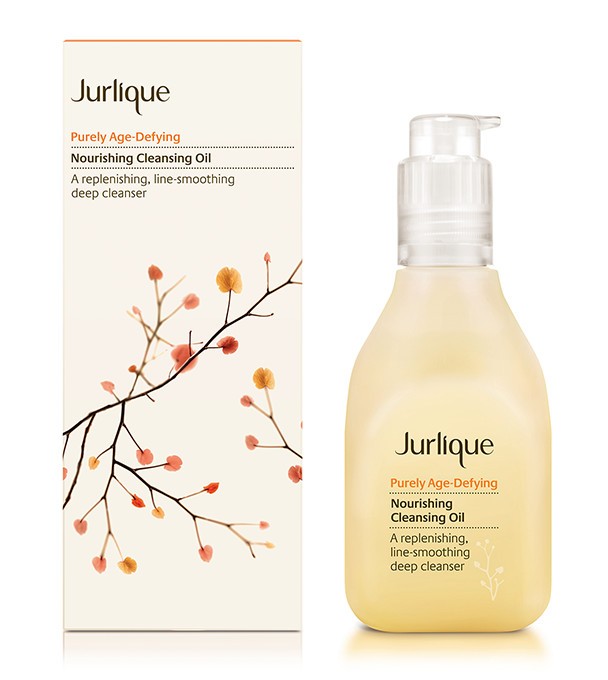 Jurlique
Purely Age-Defying
Nourishing Cleansing Oil
A replenishing, line-smoothing
deep cleanser
Jurlique
Purely Age-Defying
Nourishing
Cleansing Oil
A replenishing,
line-smoothing
deep cleanser